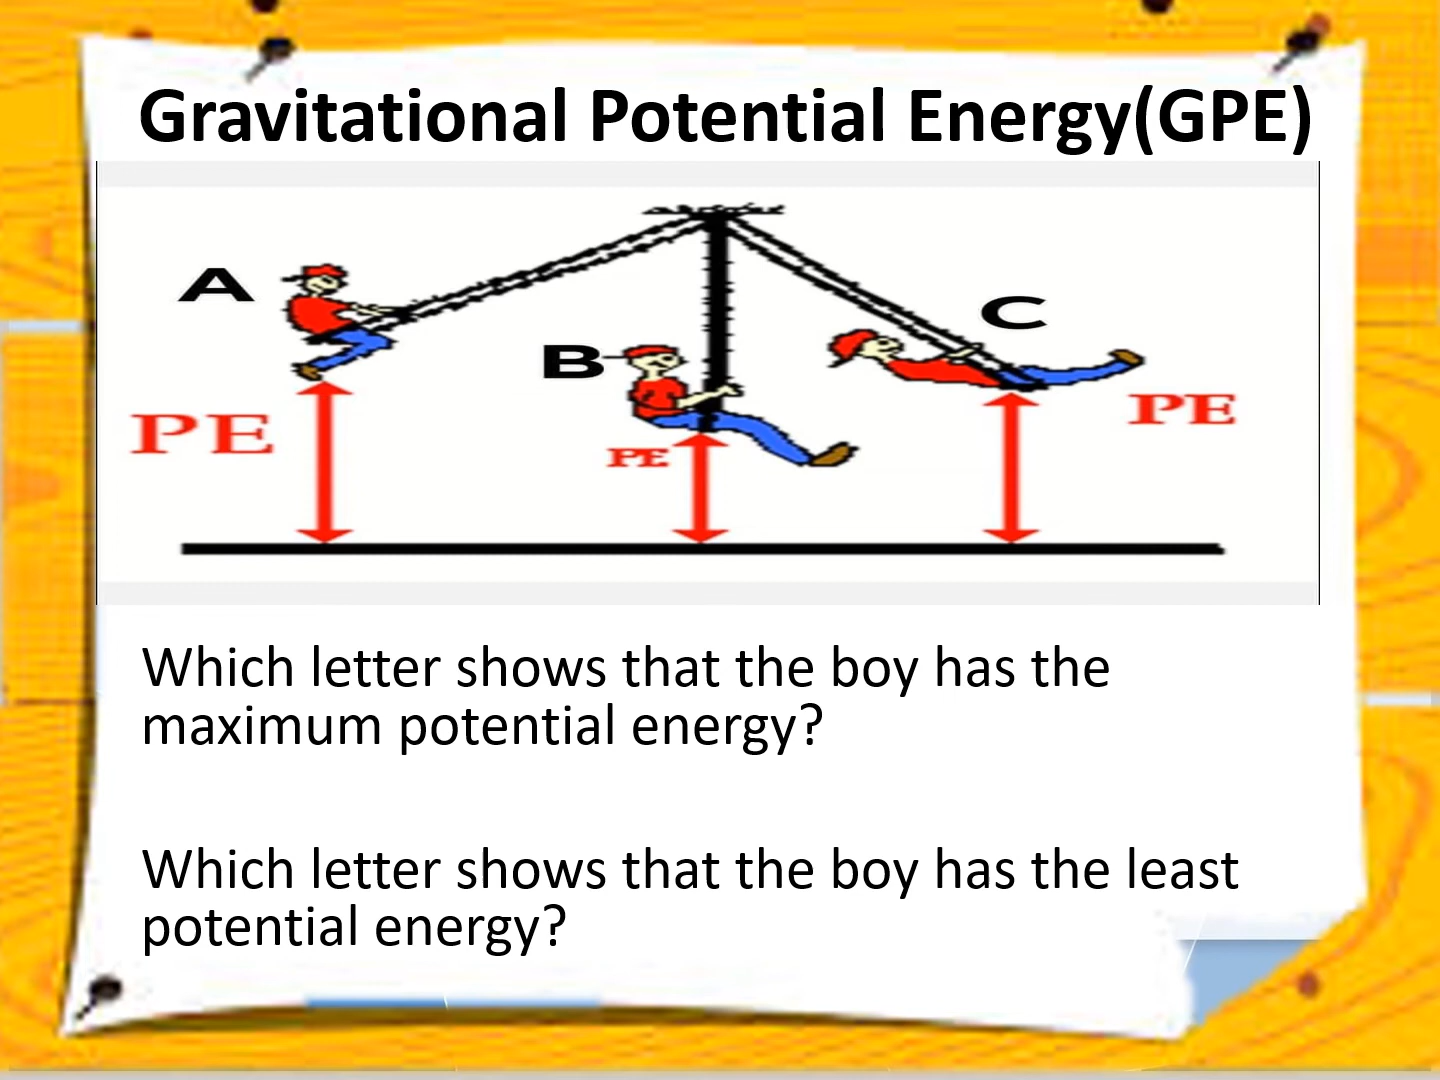 Gravitational Potential Energy(GPE)
A
C
B
PE
PE
PE
Which letter shows that the boy has the
maximum potential energy?
Which letter shows that the boy has the least
potential energy?